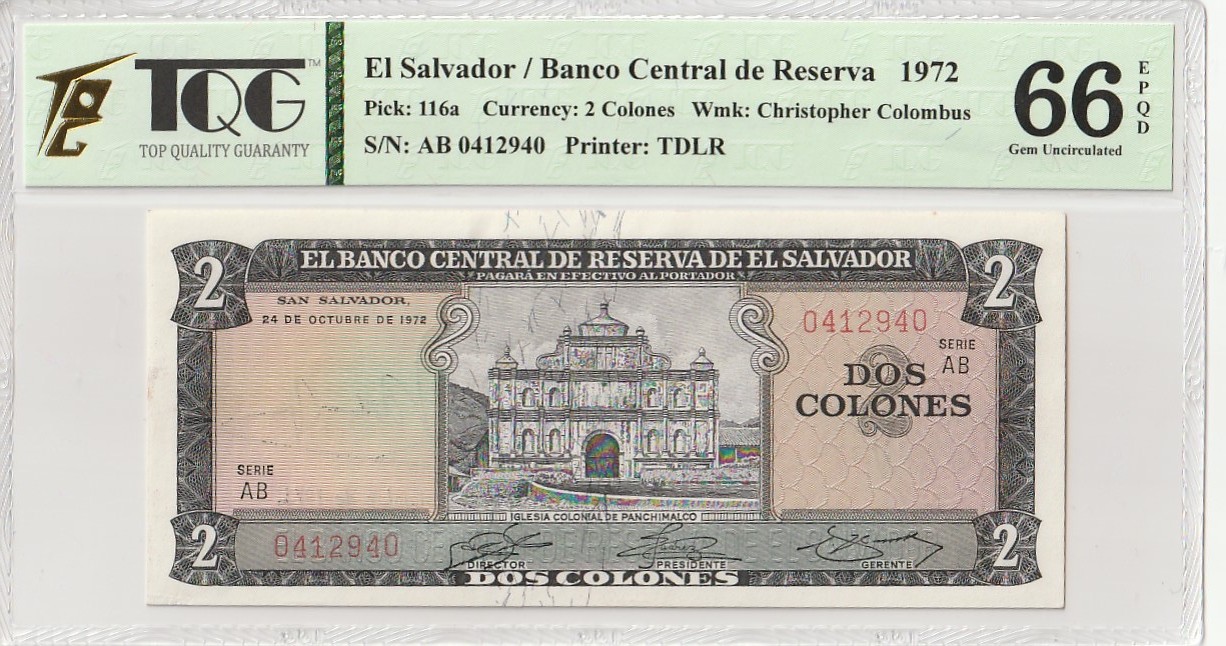 TQG™
TOP QUALITY GUARANTY
El Salvador / Banco Central de Reserva 1972
Pick: 116a Currency: 2 Colones Wmk: Christopher Colombus
S/N: AB 0412940 Printer: TDLR
66
EPQD
Gem Uncirculated
2
EL BANCO CENTRAL DE RESERVA DE EL SALVADOR
2
PAGARÁ EN EFECTIVO AL PORTADOR
SAN SALVADOR,
24 DE OCTUBRE DE 1972
0412940
SERIE
AB
2
DOS
COLONES
SERIE
AB
IGLESIA COLONIAL DE PANCHIMALCO
2
0412940
DIRECTOR
PRESIDENTE
GERENTE
2
DOS COLONES